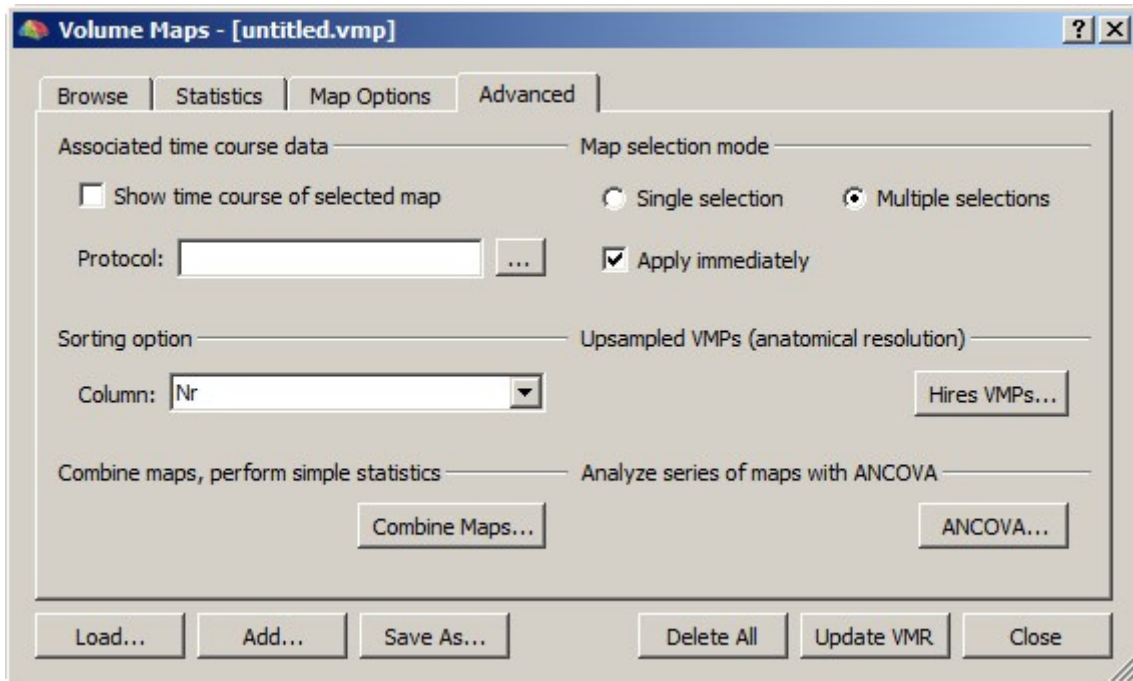 Volume Maps - [untitled.vmp]
Browse Statistics Map Options Advanced
Associated time course data
Show time course of selected map
Protocol: ...
Map selection mode
Single selection Multiple selections
Apply immediately
Sorting option
Column: Nr
Upsampled VMPs (anatomical resolution)
Hires VMPs...
Combine maps, perform simple statistics
Combine Maps...
Analyze series of maps with ANCOVA
ANCOVA...
Load... Add... Save As... Delete All Update VMR Close